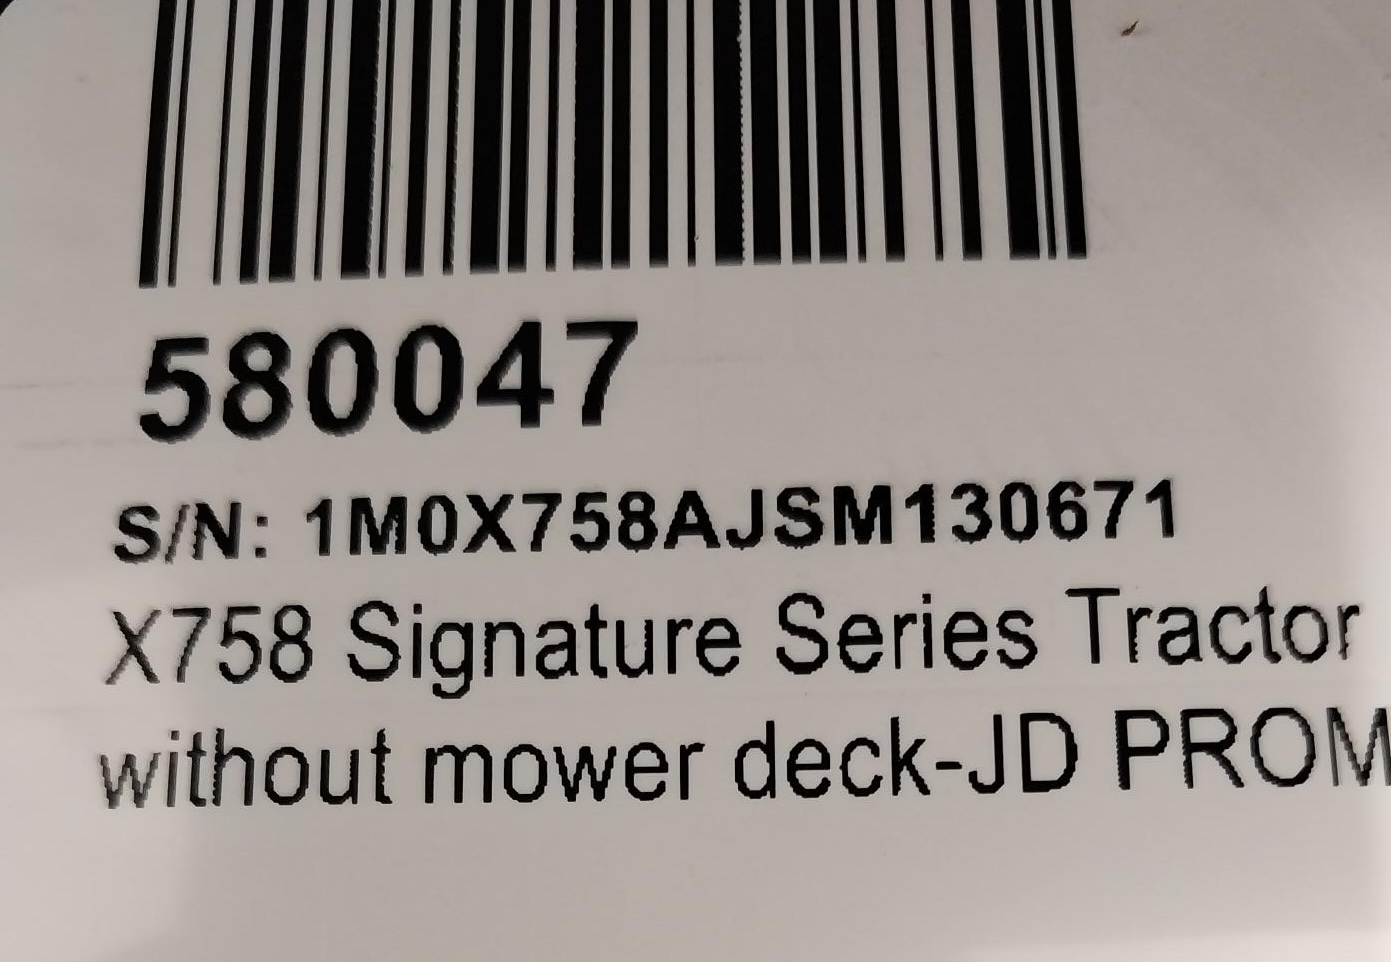 580047
S/N: 1M0X758AJSM130671
X758 Signature Series Tractor
without mower deck-JD PROM